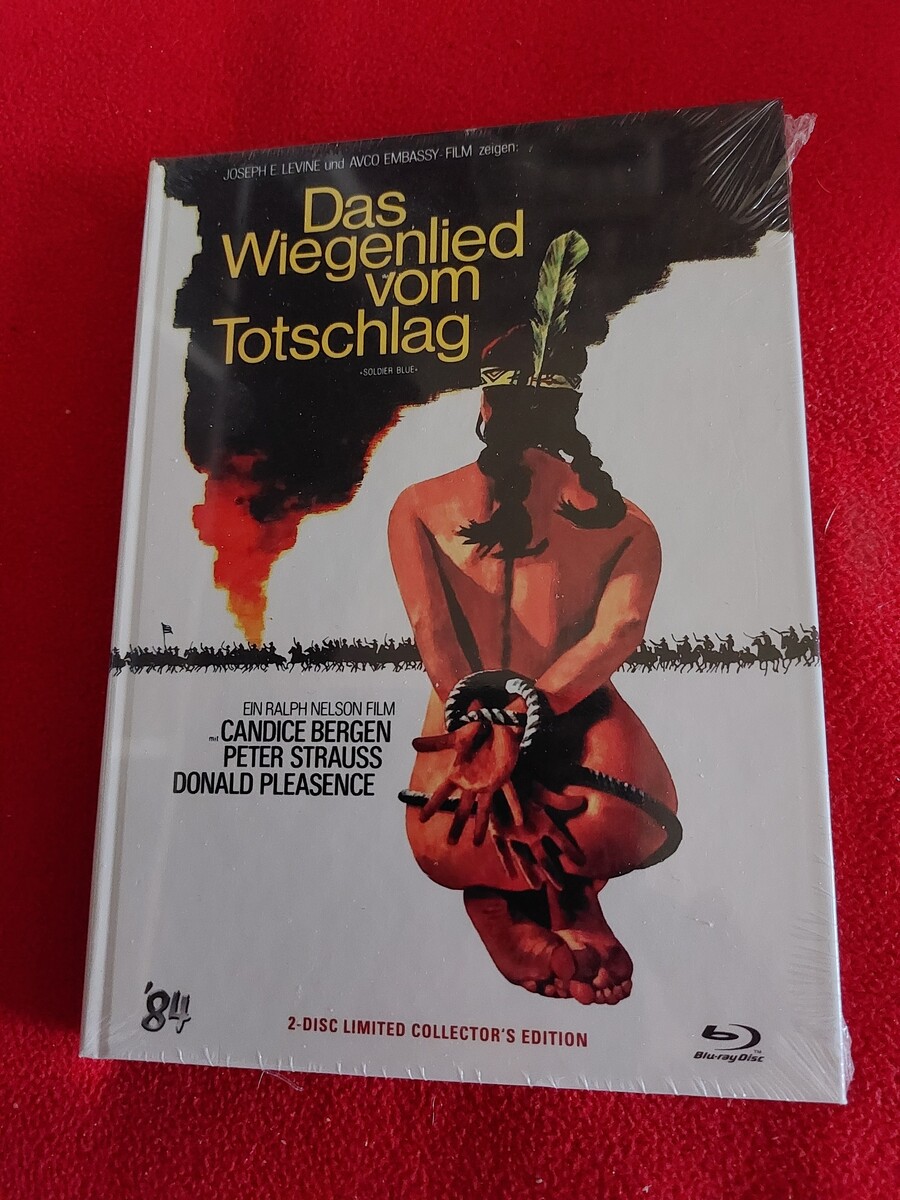 JOSEPH E. LEVINE und AVCO EMBASSY-FILM zeigen:
Das
Wiegenlied
vom
Totschlag
«SOLDIER BLUE»
EIN RALPH NELSON FILM
mit CANDICE BERGEN
PETER STRAUSS
DONALD PLEASENCE
'84
2-DISC LIMITED COLLECTOR'S EDITION
Blu-ray Disc™